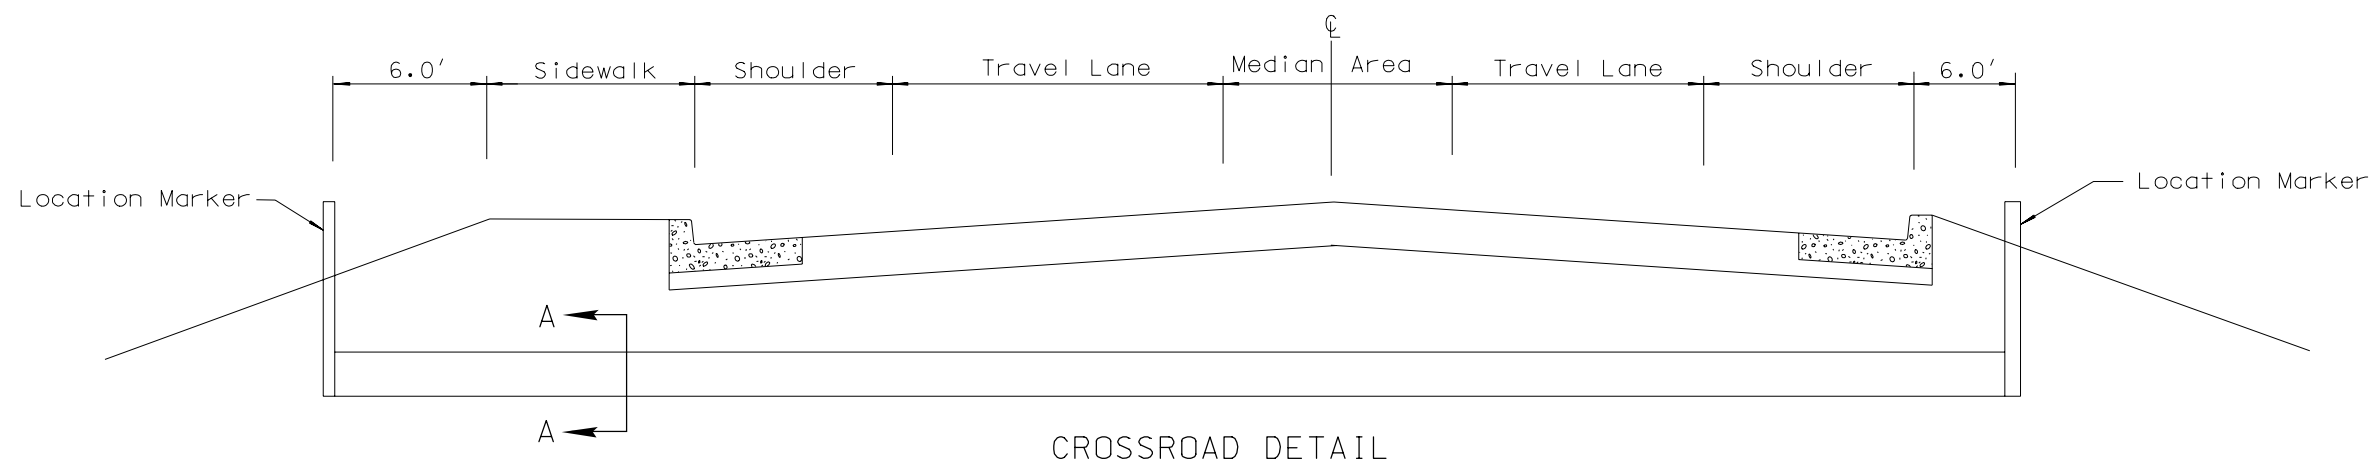 ℄
6.0' Sidewalk Shoulder Travel Lane Median Area Travel Lane Shoulder 6.0'
Location Marker
Location Marker
A
A
CROSSROAD DETAIL